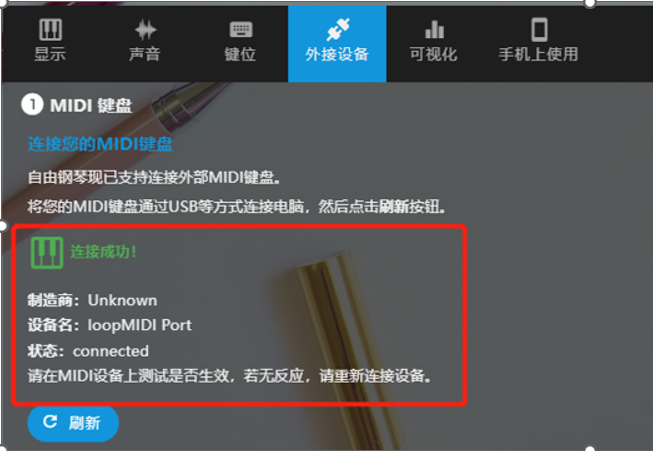 显示 声音 键位 外接设备 可视化 手机上使用
1 MIDI 键盘
连接您的MIDI键盘
自由钢琴现已支持连接外部MIDI键盘。
将您的MIDI键盘通过USB等方式连接电脑，然后点击刷新按钮。
连接成功！
制造商：Unknown
设备名：loopMIDI Port
状态：connected
请在MIDI设备上测试是否生效，若无反应，请重新连接设备。
刷新